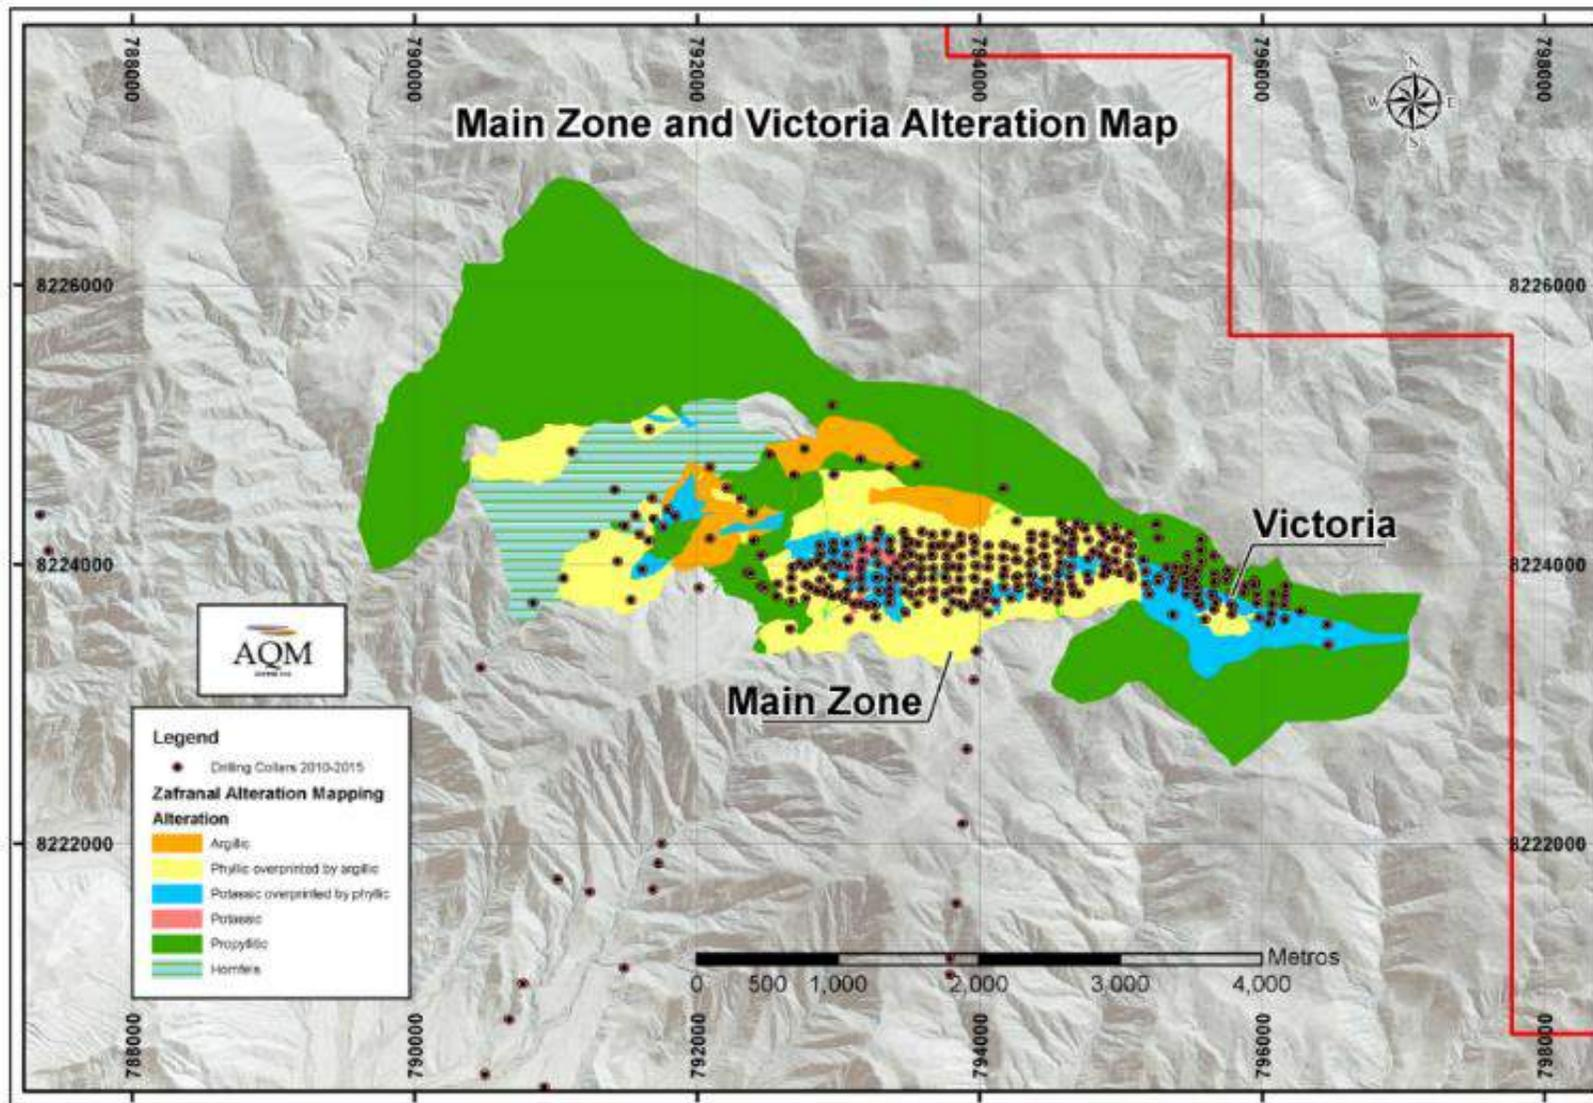 788000 790000 792000 794000 796000 798000
Main Zone and Victoria Alteration Map
N
W E
S
8226000 8226000
Victoria
8224000 8224000
AQM
Main Zone
Legend
Drilling Collars 2010-2015
Zafranal Alteration Mapping
Alteration
Argillic
Phyllic overprinted by argillic
Potassic overprinted by phyllic
Potassic
Propyllitic
Hornfels
8222000 8222000
Metros
0 500 1,000 2,000 3,000 4,000
788000 790000 792000 794000 796000 798000